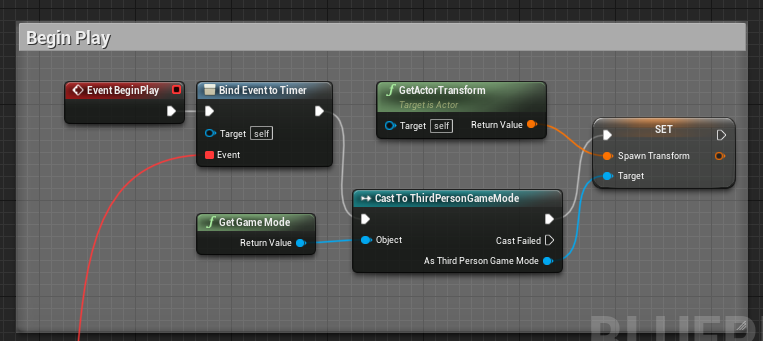 Begin Play
Event BeginPlay
Bind Event to Timer
Target self
Event
GetActorTransform
Target is Actor
Target self Return Value
SET
Spawn Transform
Target
Get Game Mode
Return Value
Cast To ThirdPersonGameMode
Object
Cast Failed
As Third Person Game Mode